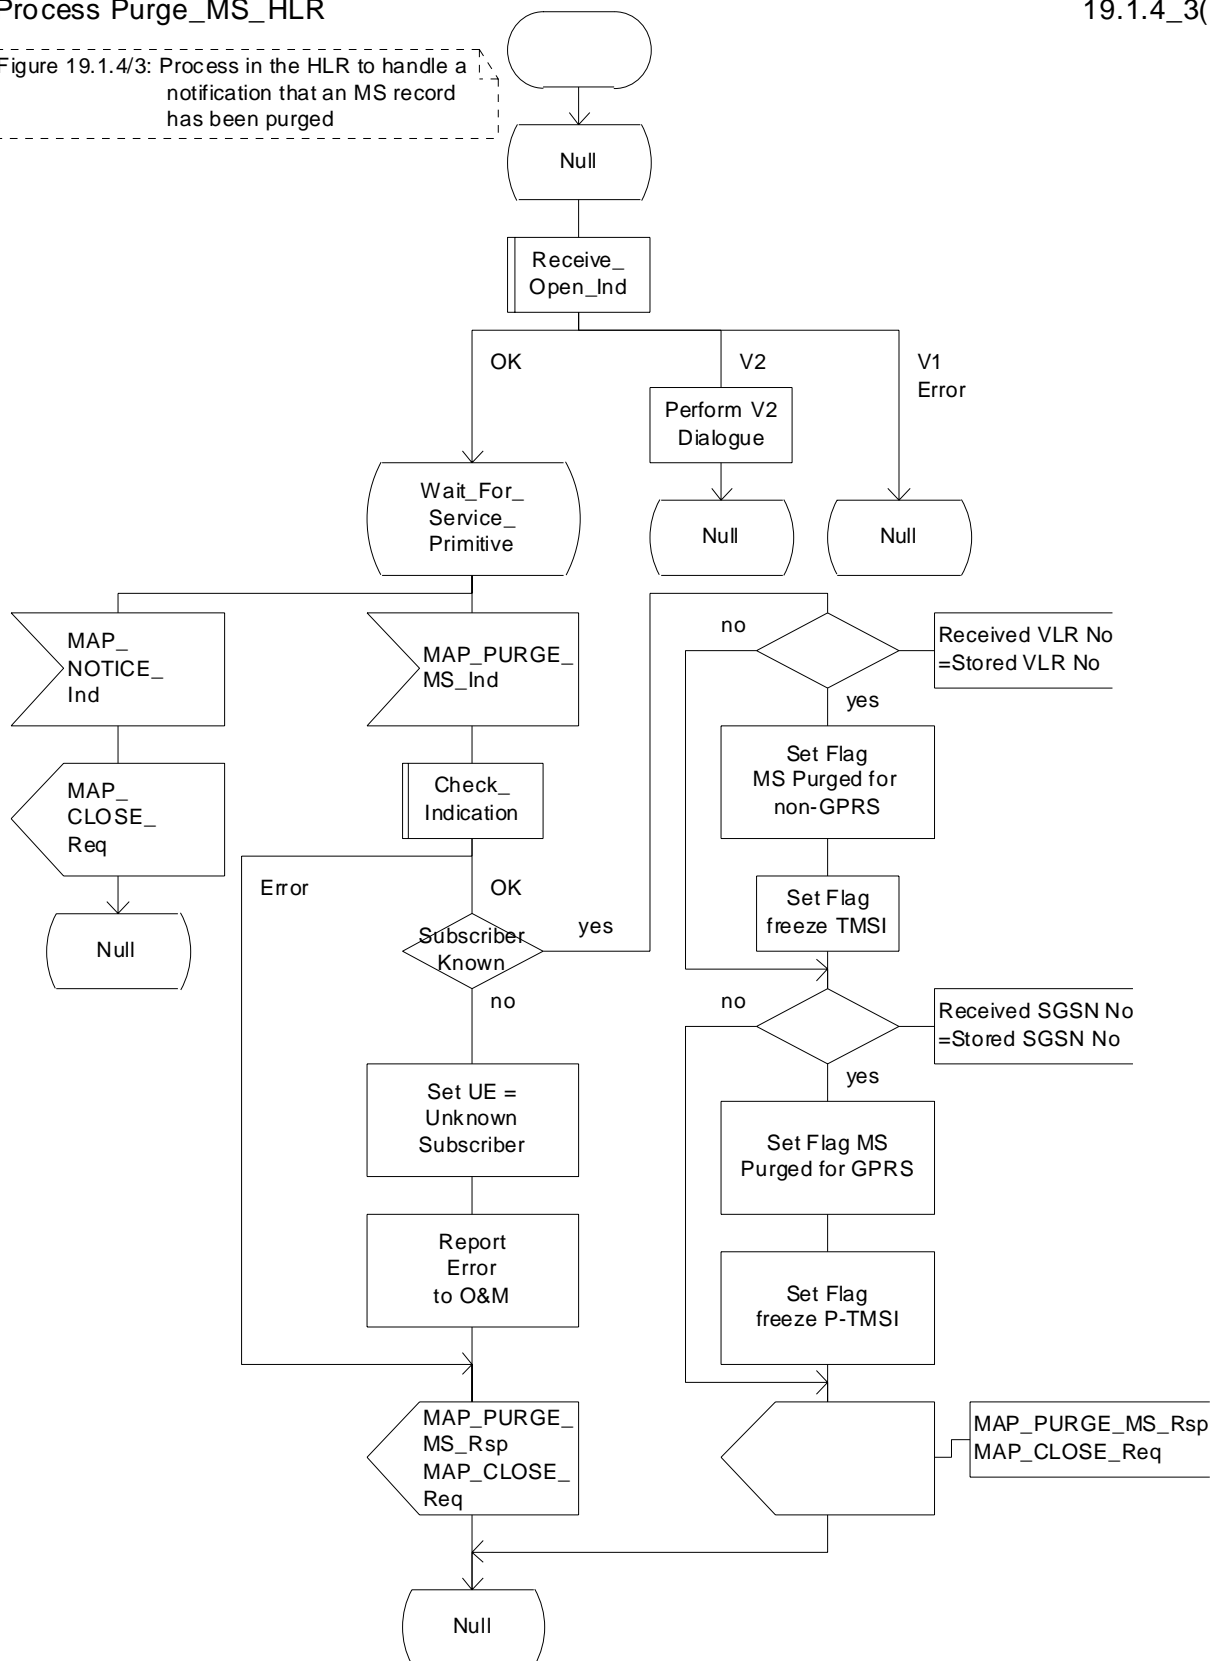 Process Purge_MS_HLR
19.1.4_3(
Figure 19.1.4/3: Process in the HLR to handle a
notification that an MS record
has been purged
Null
Receive_
Open_Ind
OK
V2
V1
Error
Perform V2
Dialogue
Wait_For_
Service_
Primitive
Null
Null
MAP_
NOTICE_
Ind
MAP_PURGE_
MS_Ind
no
Received VLR No
=Stored VLR No
yes
Set Flag
MS Purged for
non-GPRS
MAP_
CLOSE_
Req
Check_
Indication
Error
OK
Set Flag
freeze TMSI
Null
Subscriber
Known
yes
no
no
Received SGSN No
=Stored SGSN No
yes
Set UE =
Unknown
Subscriber
Set Flag MS
Purged for GPRS
Report
Error
to O&M
Set Flag
freeze P-TMSI
MAP_PURGE_
MS_Rsp
MAP_CLOSE_
Req
MAP_PURGE_MS_Rsp
MAP_CLOSE_Req
Null